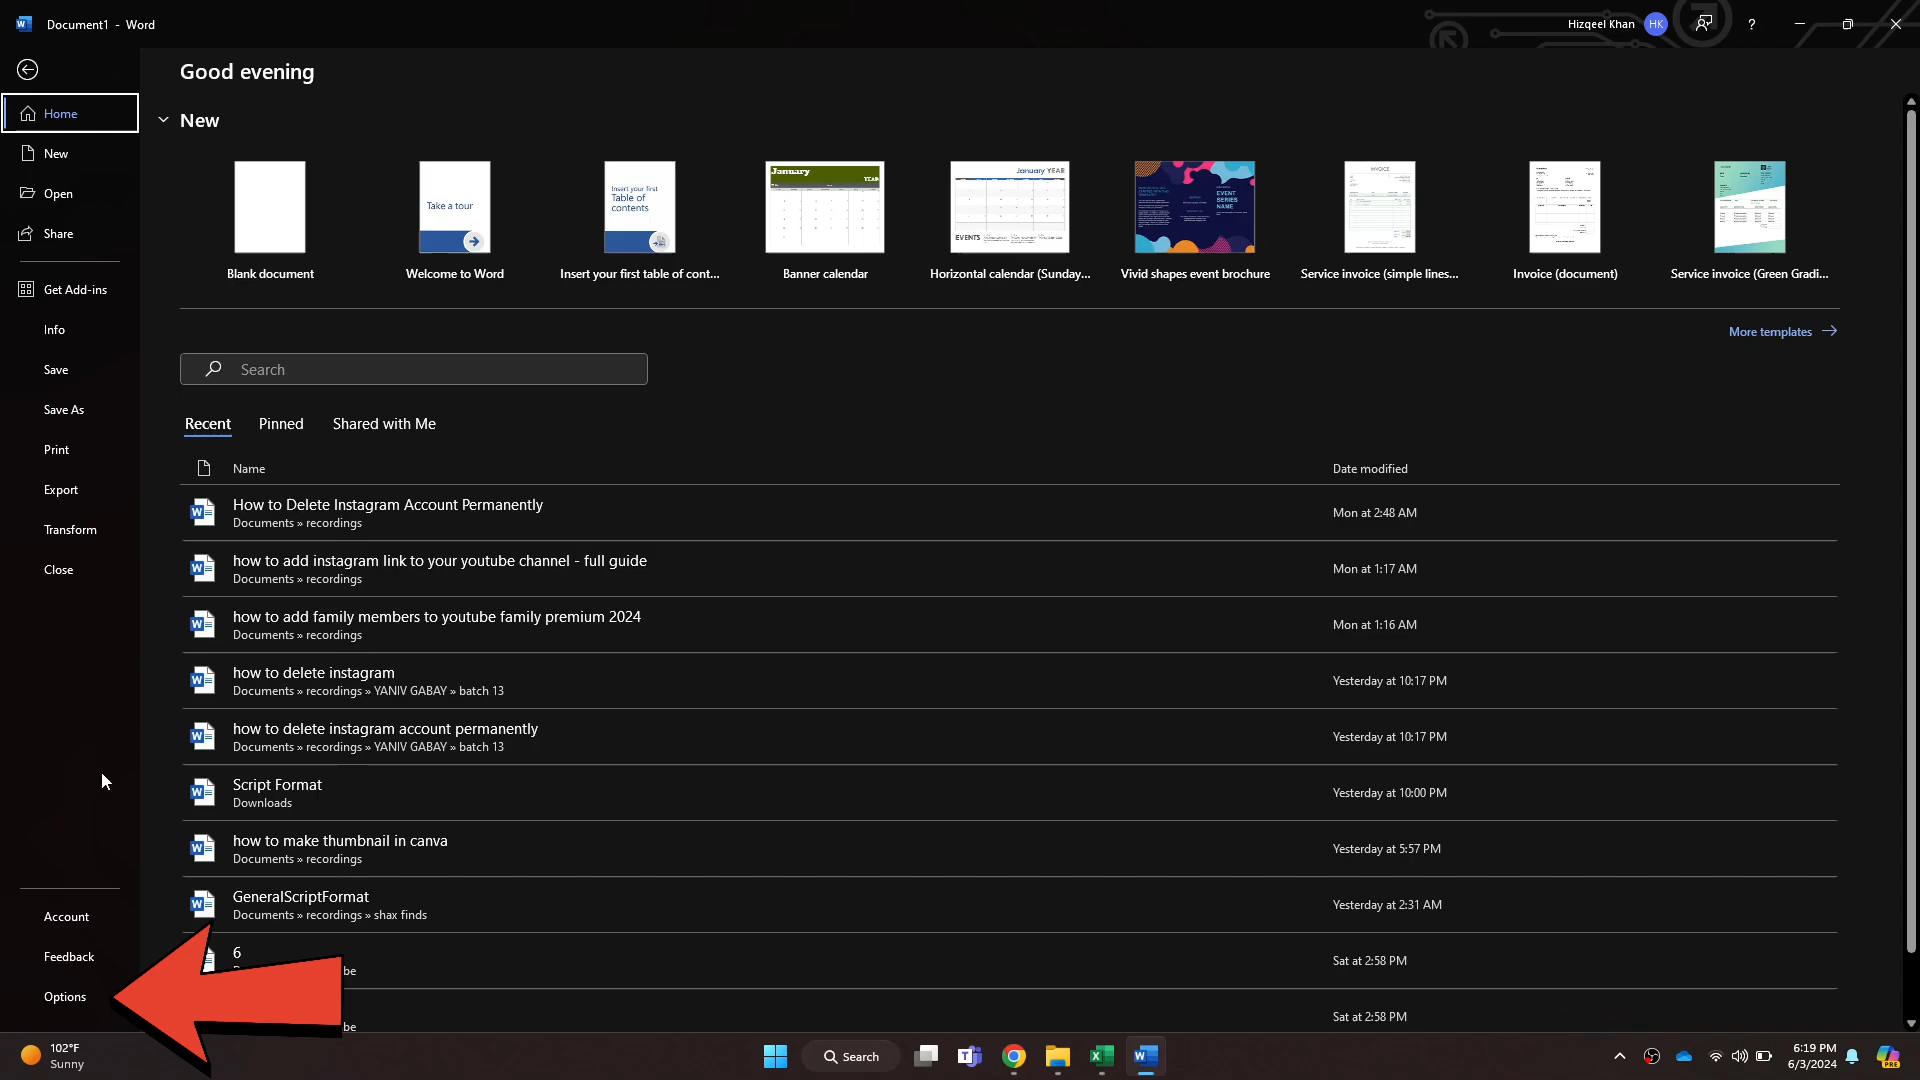 Document1 - Word
Hizqeel Khan
HK
?
Good evening
Home
New
Open
Share
Get Add-ins
Info
Save
Save As
Print
Export
Transform
Close
Account
Feedback
Options
New
Take a tour
Insert your first
Table of
contents
January
YEAR
January YEAR
EVENTS
EVENT
SERIES
NAME
INVOICE
Blank document
Welcome to Word
Insert your first table of cont...
Banner calendar
Horizontal calendar (Sunday...
Vivid shapes event brochure
Service invoice (simple lines...
Invoice (document)
Service invoice (Green Gradi...
More templates
Search
Recent
Pinned
Shared with Me
Name
Date modified
How to Delete Instagram Account Permanently
Documents » recordings
Mon at 2:48 AM
how to add instagram link to your youtube channel - full guide
Documents » recordings
Mon at 1:17 AM
how to add family members to youtube family premium 2024
Documents » recordings
Mon at 1:16 AM
how to delete instagram
Documents » recordings » YANIV GABAY » batch 13
Yesterday at 10:17 PM
how to delete instagram account permanently
Documents » recordings » YANIV GABAY » batch 13
Yesterday at 10:17 PM
Script Format
Downloads
Yesterday at 10:00 PM
how to make thumbnail in canva
Documents » recordings
Yesterday at 5:57 PM
GeneralScriptFormat
Documents » recordings » shax finds
Yesterday at 2:31 AM
6
be
Sat at 2:58 PM
be
Sat at 2:58 PM
102°F
Sunny
Search
6:19 PM
6/3/2024
PRE